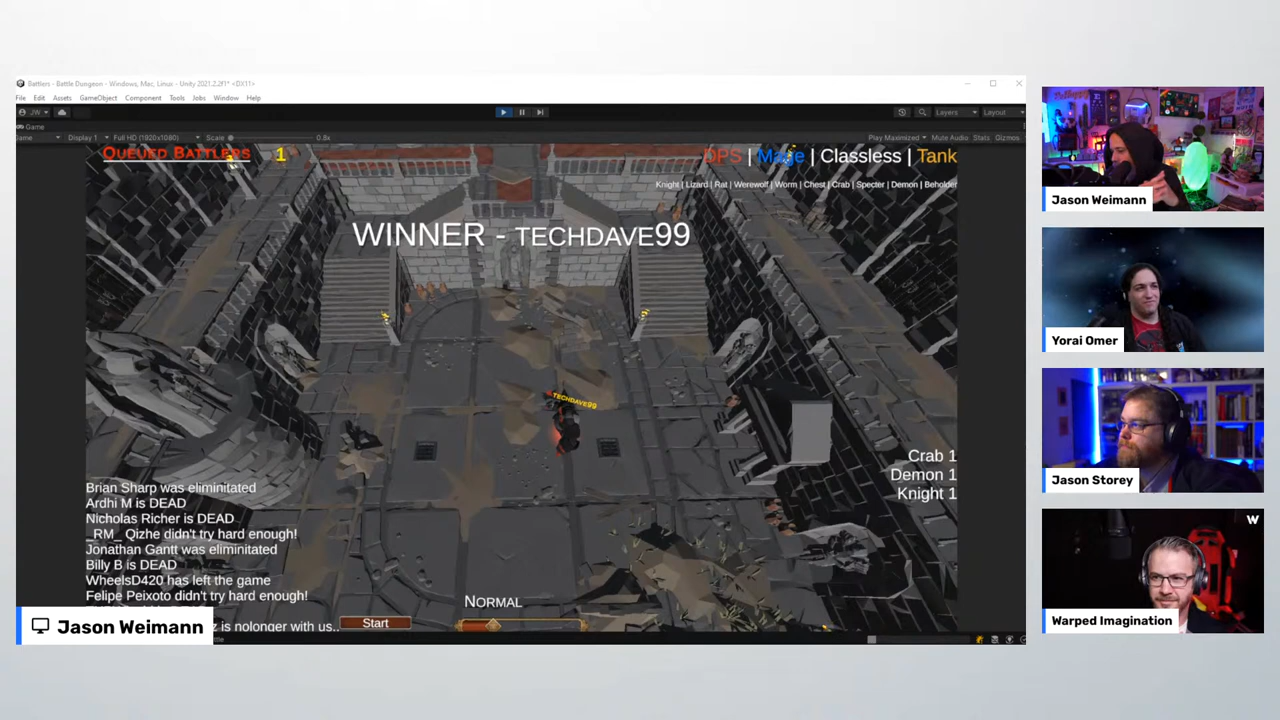 Battlers - Battle Dungeon - Windows, Mac, Linux - Unity 2021.2.2f1* <DX11>
File Edit Assets GameObject Component Tools Jobs Window Help
JW Layers Layout
Game
Display 1 Full HD (1920x1080) Scale 0.8x Play Maximized Mute Audio Stats Gizmos
QUEUED BATTLERS 1
DPS | Mage | Classless | Tank
Knight | Lizard | Rat | Werewolf | Worm | Chest | Crab | Specter | Demon | Beholder
WINNER - TECHDAVE99
TECHDAVE99
Crab 1
Demon 1
Knight 1
Brian Sharp was eliminitated
Ardhi M is DEAD
Nicholas Richer is DEAD
_RM_ Qizhe didn't try hard enough!
Jonathan Gantt was eliminitated
Billy B is DEAD
WheelsD420 has left the game
Felipe Peixoto didn't try hard enough!
z is nolonger with us..
NORMAL
Start
Jason Weimann
Jason Weimann
Yorai Omer
Jason Storey
W
Warped Imagination